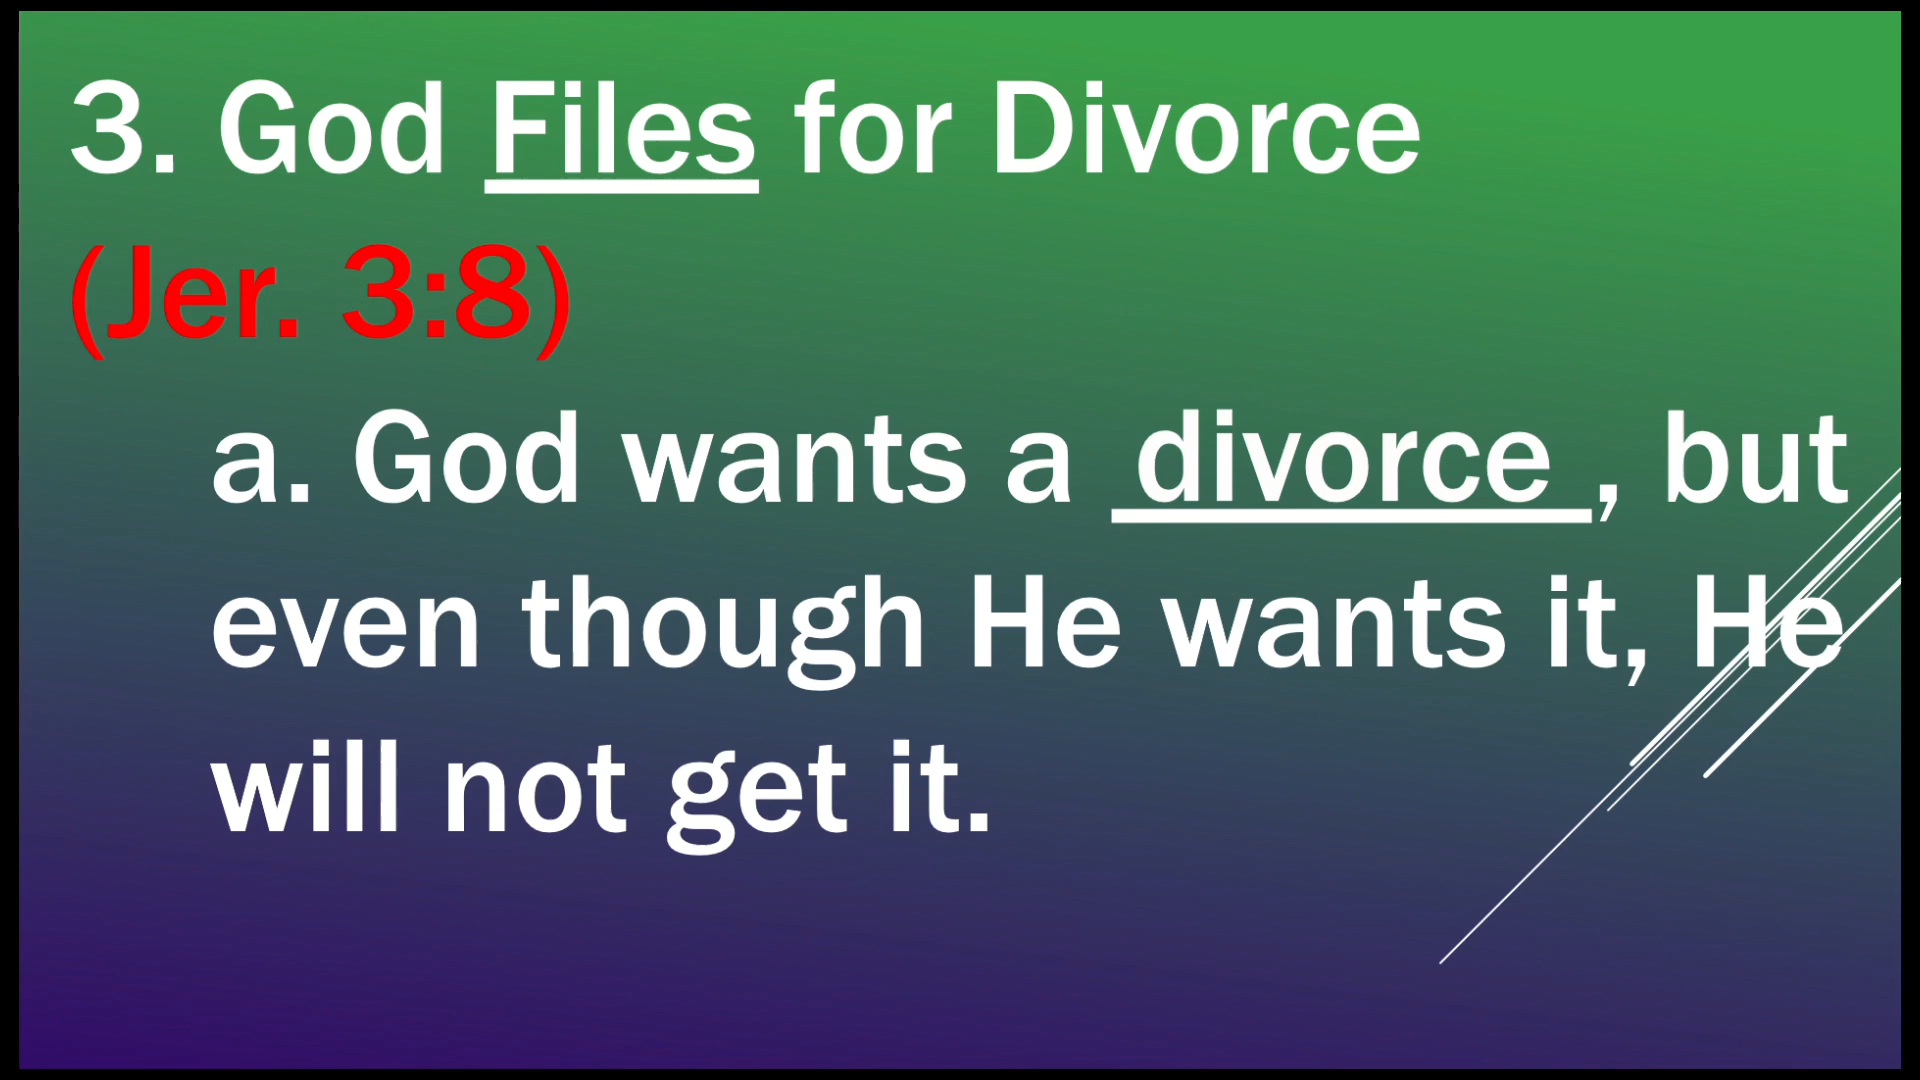 3. God Files for Divorce
(Jer. 3:8)
a. God wants a divorce , but
even though He wants it, He
will not get it.